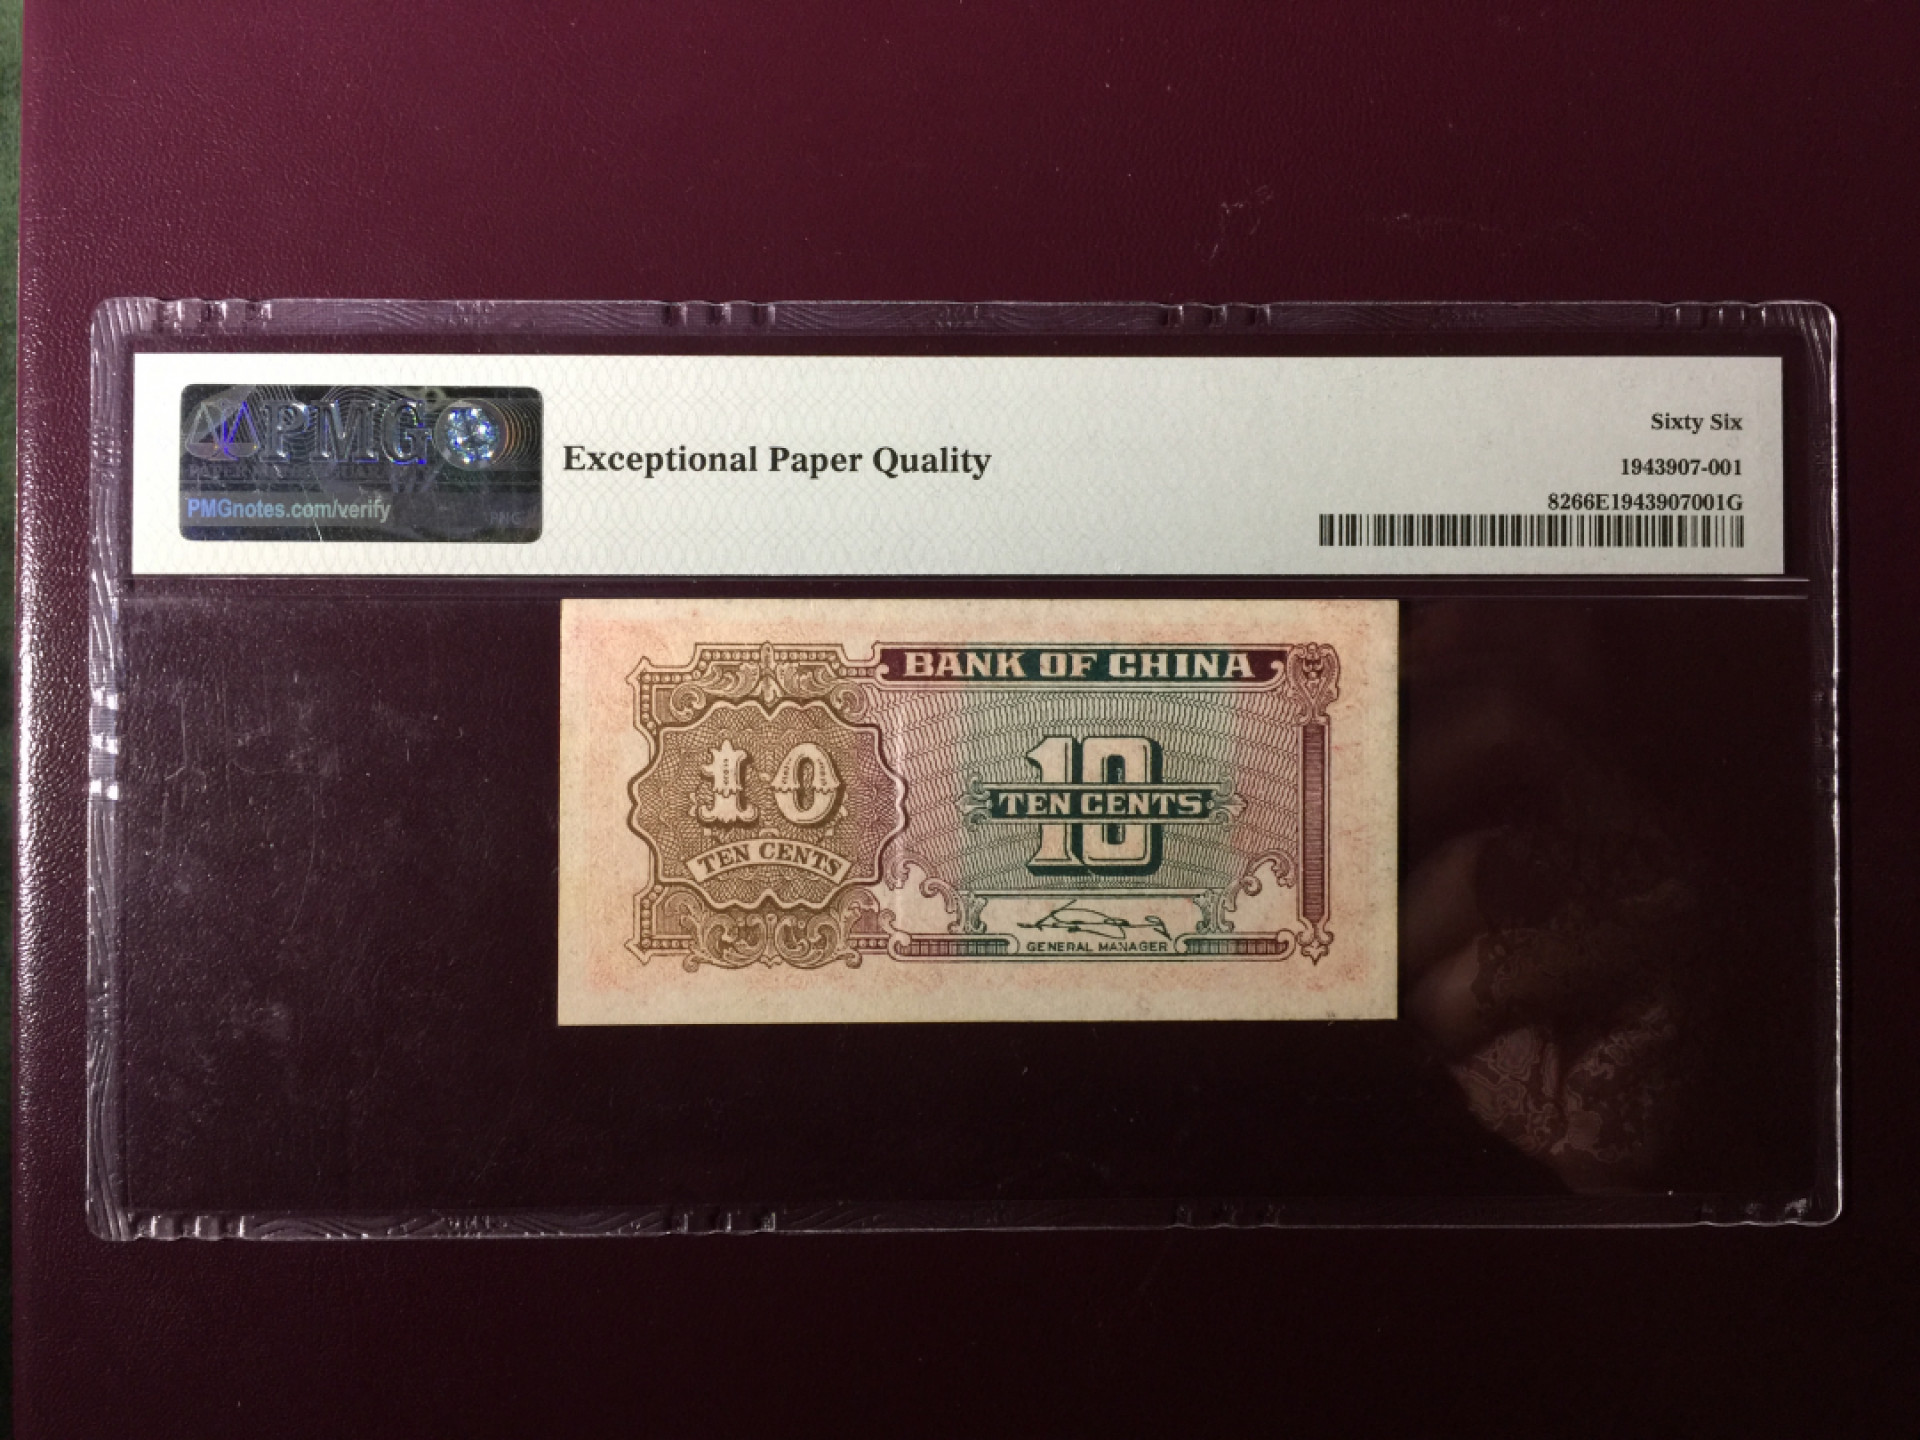 PMG
PMGnotes.com/verify
PMG
Exceptional Paper Quality
Sixty Six
1943907-001
8266E1943907001G
BANK OF CHINA
10
TEN CENTS
10
TEN CENTS
GENERAL MANAGER